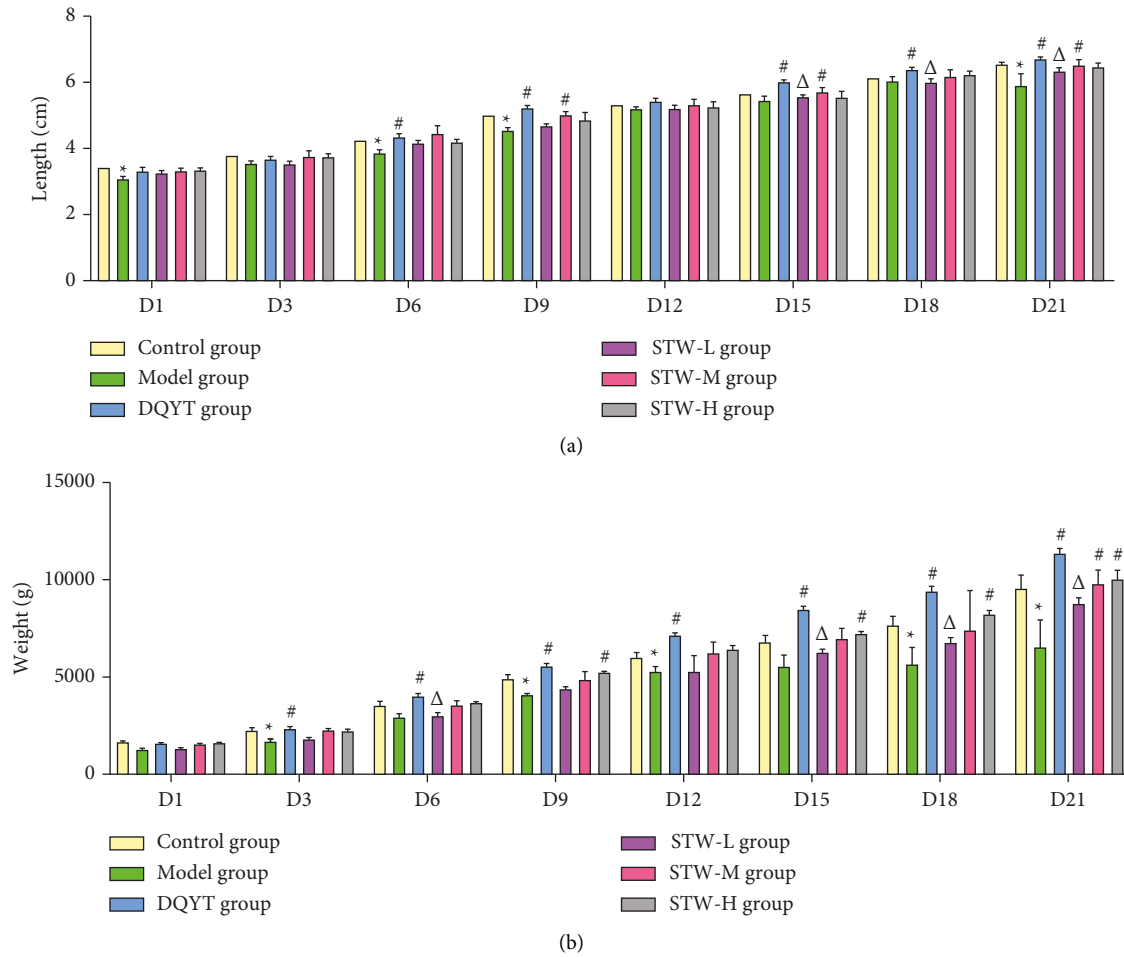 8
6
4
2
0
Length (cm)
* * # * # # # Δ # # Δ * # Δ #
D1 D3 D6 D9 D12 D15 D18 D21
Control group STW-L group
Model group STW-M group
DQYT group STW-H group
(a)
15000
10000
5000
0
Weight (g)
* # # Δ * # # * # # Δ # * # Δ # * # Δ # #
D1 D3 D6 D9 D12 D15 D18 D21
Control group STW-L group
Model group STW-M group
DQYT group STW-H group
(b)